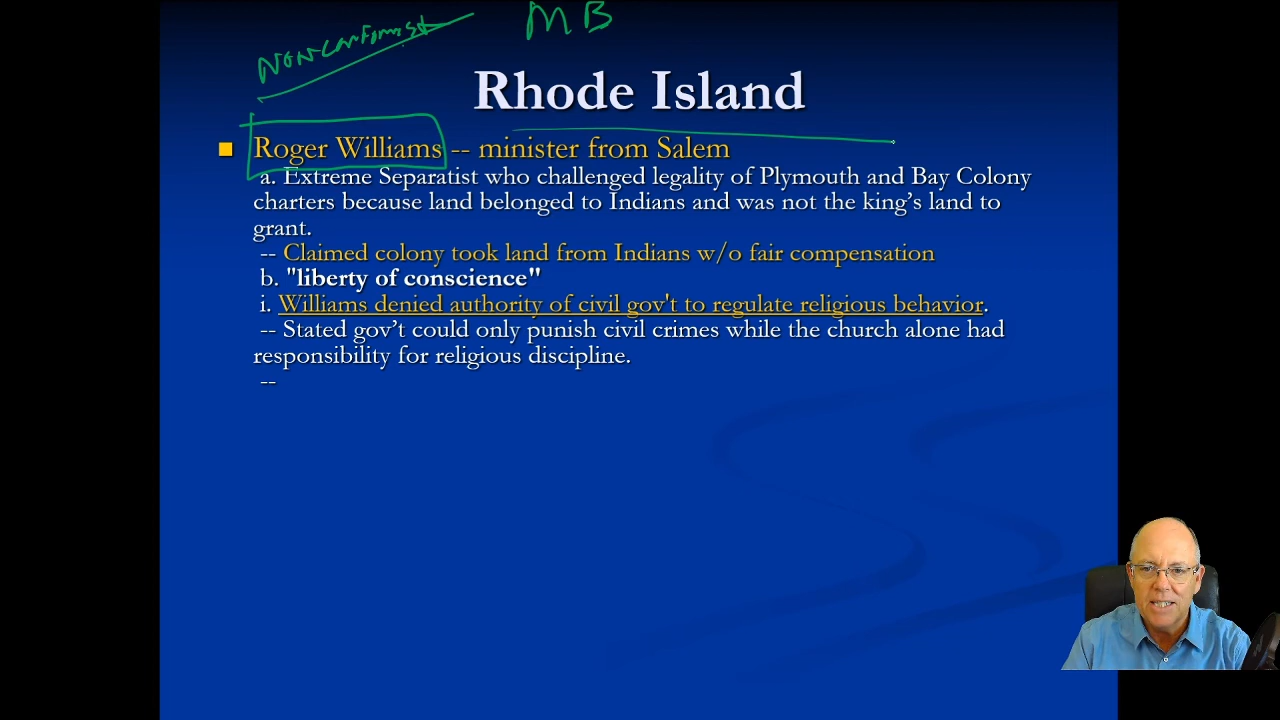 Nonconformist
MB
Rhode Island
Roger Williams -- minister from Salem
a. Extreme Separatist who challenged legality of Plymouth and Bay Colony
charters because land belonged to Indians and was not the king’s land to
grant.
-- Claimed colony took land from Indians w/o fair compensation
b. "liberty of conscience"
i. Williams denied authority of civil gov't to regulate religious behavior.
-- Stated gov’t could only punish civil crimes while the church alone had
responsibility for religious discipline.
--